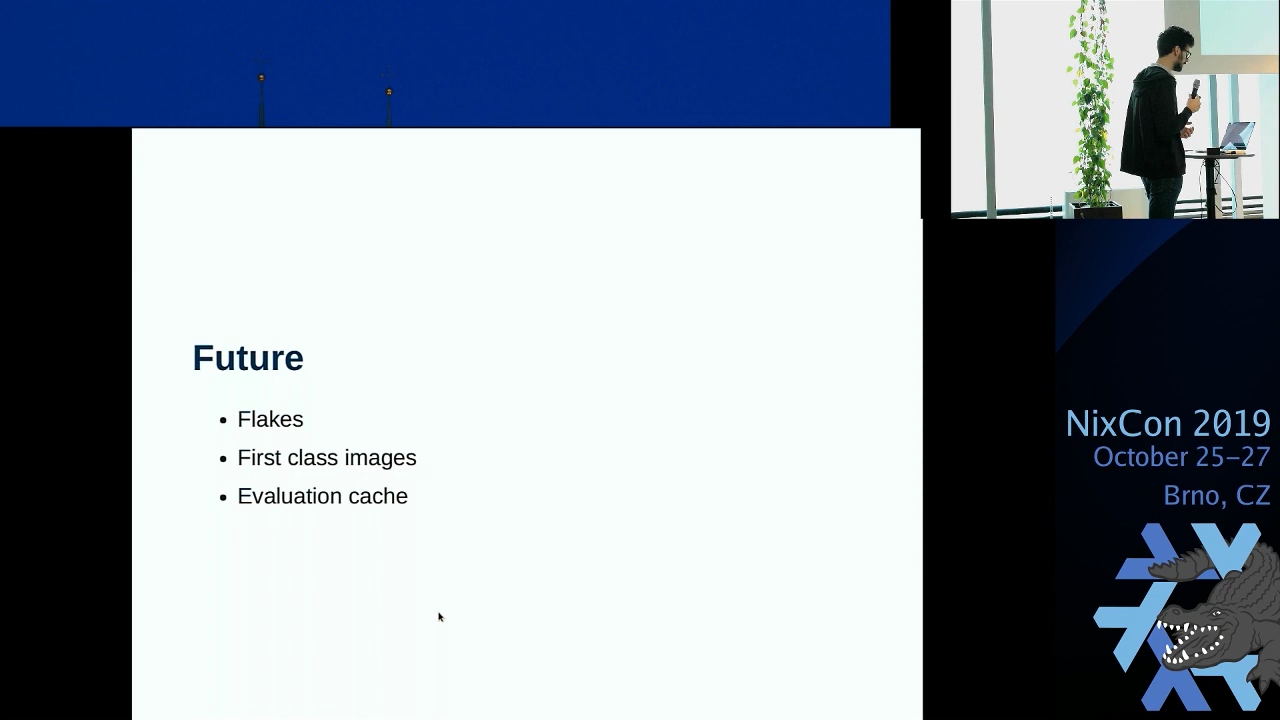 Future
Flakes
First class images
Evaluation cache
NixCon 2019
October 25–27
Brno, CZ